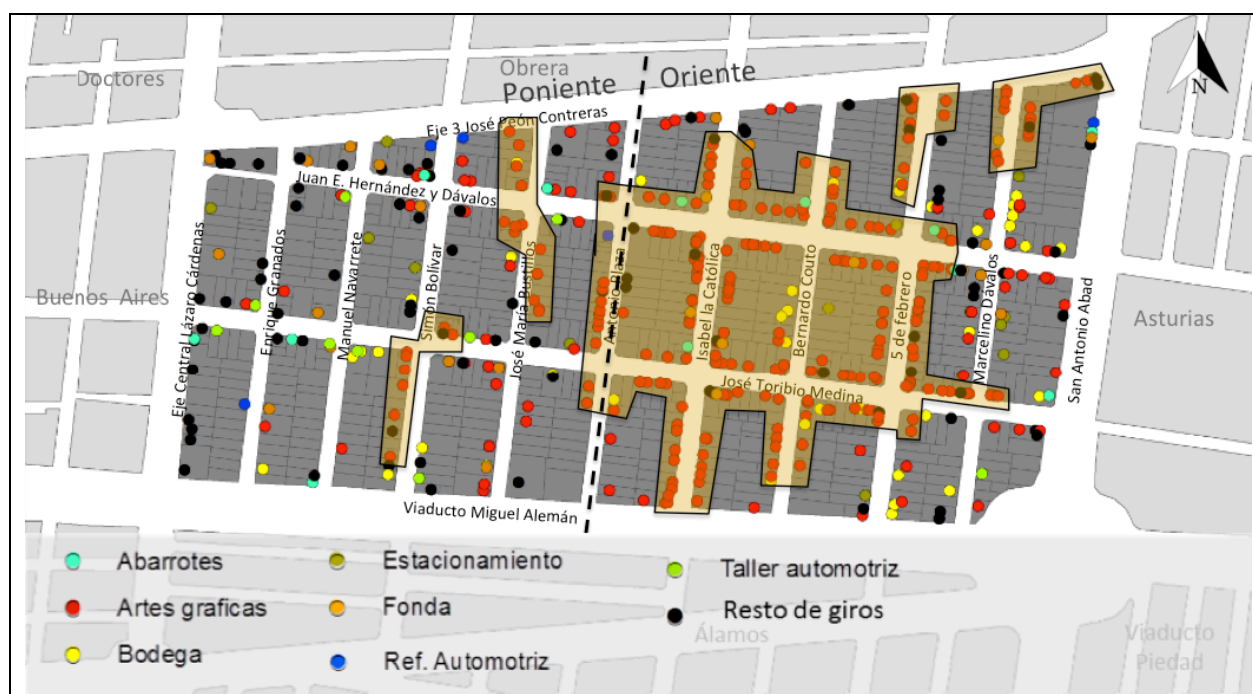 Doctores
Obrera
Poniente
Oriente
N
Eje 3 José Peón Contreras
Juan E. Hernández y Dávalos
Buenos Aires
Eje Central Lázaro Cárdenas
Enrique Granados
Manuel Navarrete
Simón Bolívar
José María Bustillos
Antonio Plaza
Isabel la Católica
Bernardo Couto
5 de febrero
Marcelino Dávalos
San Antonio Abad
Asturias
José Toribio Medina
Viaducto Miguel Alemán
Abarrotes
Artes graficas
Bodega
Estacionamiento
Fonda
Ref. Automotriz
Taller automotriz
Resto de giros
Álamos
Viaducto
Piedad